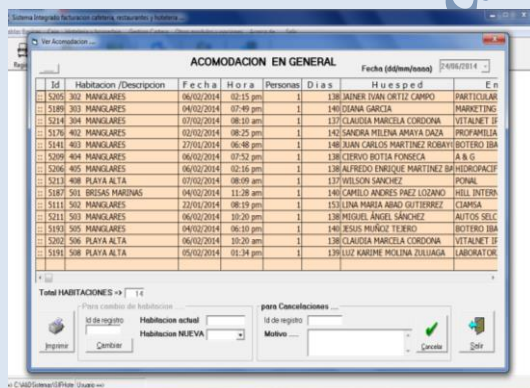 Sistema Integrado facturacion cafeteria, restaurantes y hoteleria ...
Ver Acomodacion ....
ACOMODACION EN GENERAL
Fecha (dd/mm/aaaa) 24/06/2014
Id Habitacion /Descripcion Fecha Hora Personas Dias Huesped
5205 302 MANGLARES 06/02/2014 02:15 pm 1 138 JAINER IVAN ORTIZ CAMPO PARTICULAR
5189 303 MANGLARES 04/02/2014 07:49 pm 1 140 DIANA GARCIA MARKETING
5214 304 MANGLARES 07/02/2014 08:10 am 1 137 CLAUDIA MARCELA CORDONA VITALNET
5176 402 MANGLARES 02/02/2014 08:25 pm 1 142 SANDRA MILENA AMAYA DAZA PROFAMILIA
5141 403 MANGLARES 27/01/2014 06:48 pm 1 148 JUAN CARLOS MARTINEZ ROBAYO BOTERO IBA
5209 404 MANGLARES 06/02/2014 07:52 pm 1 138 CIERVO BOTIA FONSECA A & G
5206 405 MANGLARES 06/02/2014 02:16 pm 1 138 ALFREDO ENRIQUE MARTINEZ BA HIDROPACIF
5213 408 PLAYA ALTA 07/02/2014 08:09 am 1 137 WILSON SANCHEZ PONAL
5187 501 BRISAS MARINAS 04/02/2014 11:28 am 1 140 CAMILO ANDRES PAEZ LOZANO HILL INTERN
5111 502 MANGLARES 22/01/2014 08:19 pm 1 153 LINA MARIA ABAD GUTIERREZ CIAMSA
5211 503 MANGLARES 06/02/2014 10:20 pm 1 138 MIGUEL ÁNGEL SÁNCHEZ AUTOS SELC
5193 505 MANGLARES 04/02/2014 06:10 pm 1 140 JESUS MUÑOZ TEJERO BOTERO IBA
5202 506 PLAYA ALTA 06/02/2014 10:20 am 1 138 CLAUDIA MARCELA CORDONA VITALNET
5191 508 PLAYA ALTA 05/02/2014 01:34 pm 1 139 LUZ KARIME MOLINA ZULUAGA LABORATOR
Total HABITACIONES => 14
Para cambio de habitacion ....
para Cancelaciones ....
Id de registro Habitacion actual
Id de registro
Habitacion NUEVA
Motivo ....
Imprimir Cambiar Cancela Salir